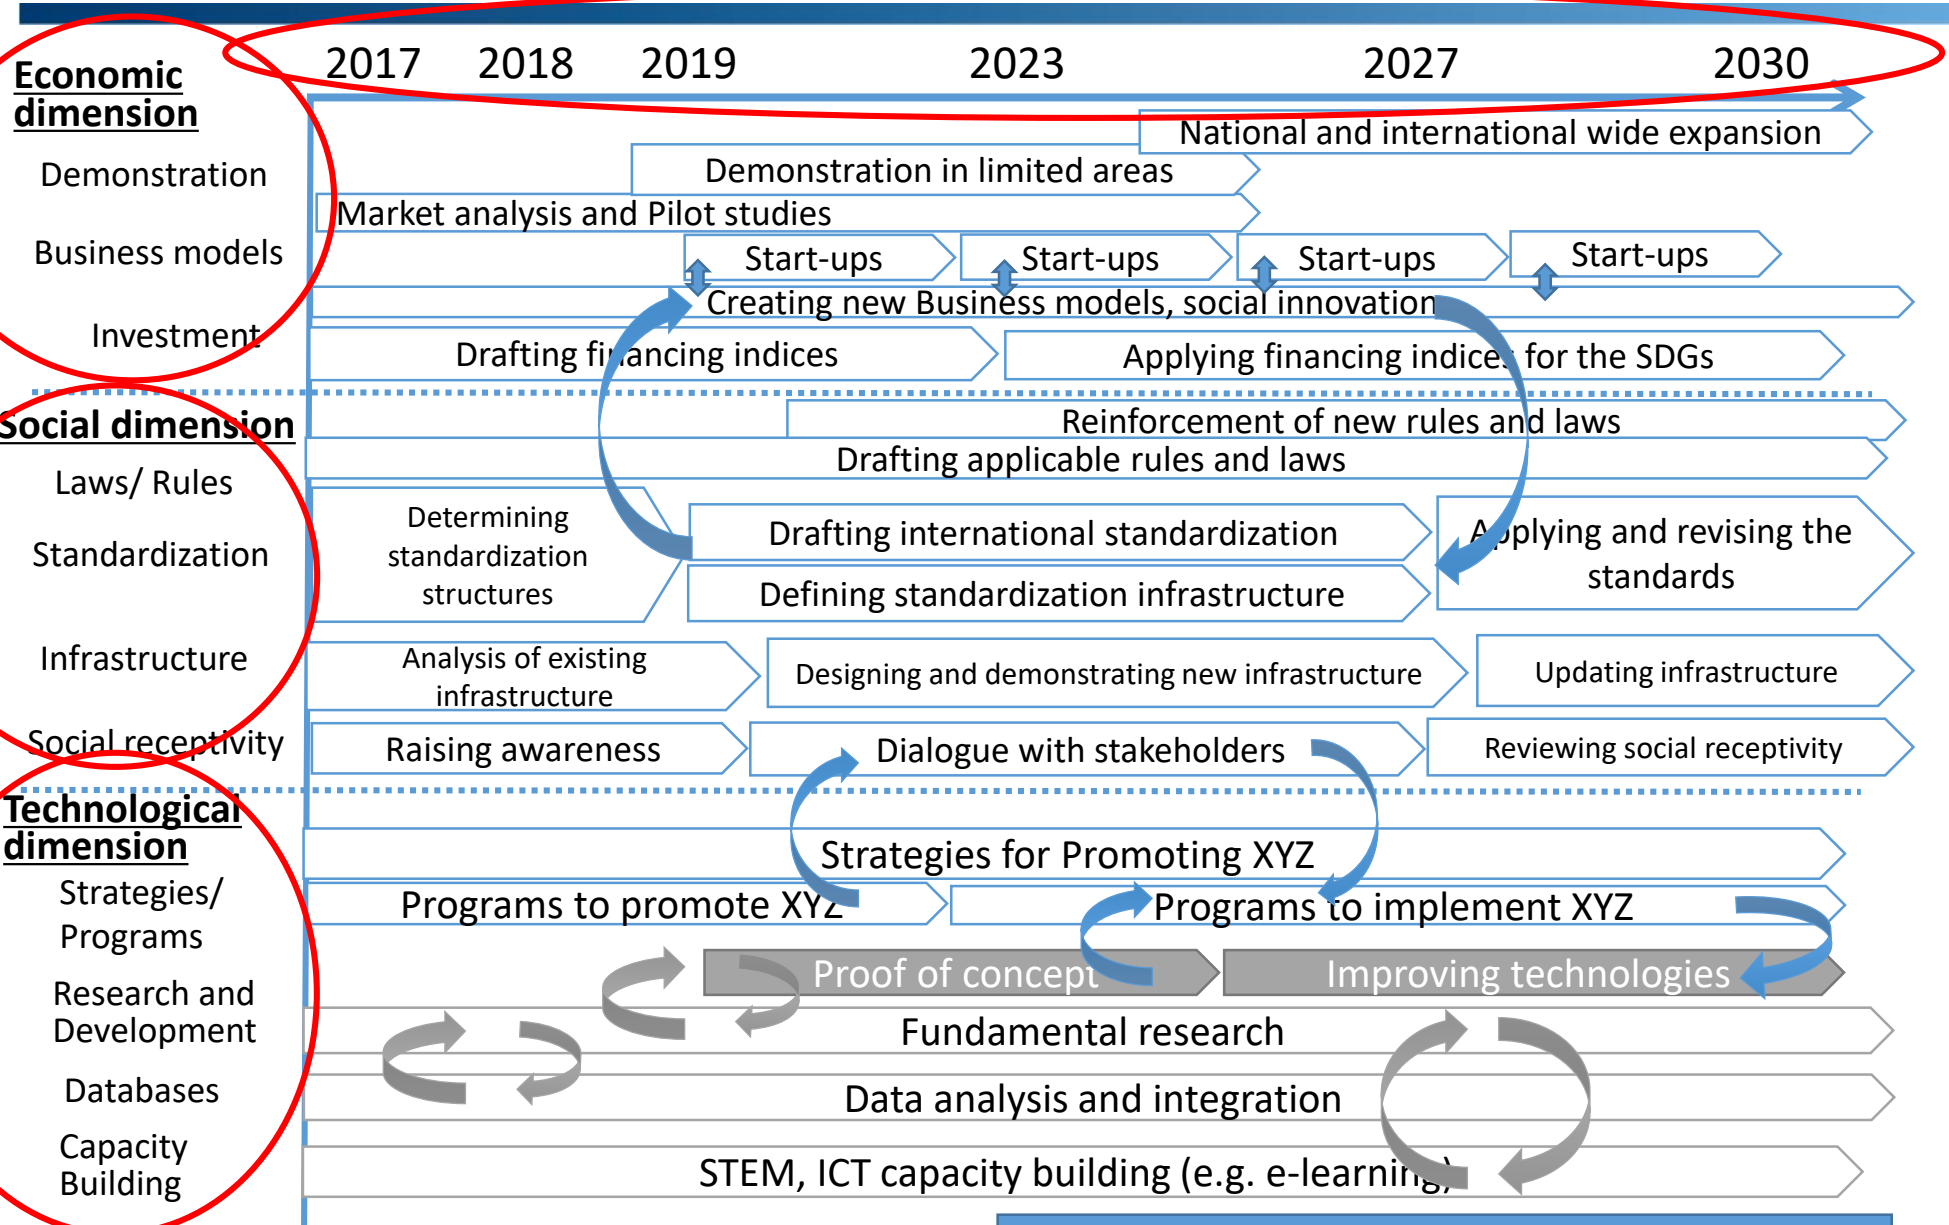 2017 2018 2019 2023 2027 2030
Economic
dimension
National and international wide expansion
Demonstration
Demonstration in limited areas
Market analysis and Pilot studies
Business models
Start-ups Start-ups Start-ups Start-ups
Creating new Business models, social innovation
Investment
Drafting financing indices Applying financing indices for the SDGs
Social dimension
Reinforcement of new rules and laws
Drafting applicable rules and laws
Laws/ Rules
Standardization
Determining
standardization
structures
Drafting international standardization
Defining standardization infrastructure
Applying and revising the
standards
Infrastructure
Analysis of existing
infrastructure
Designing and demonstrating new infrastructure
Updating infrastructure
Social receptivity
Raising awareness Dialogue with stakeholders Reviewing social receptivity
Technological
dimension
Strategies for Promoting XYZ
Strategies/
Programs
Programs to promote XYZ Programs to implement XYZ
Proof of concept Improving technologies
Research and
Development
Fundamental research
Databases
Data analysis and integration
Capacity
Building
STEM, ICT capacity building (e.g. e-learning)